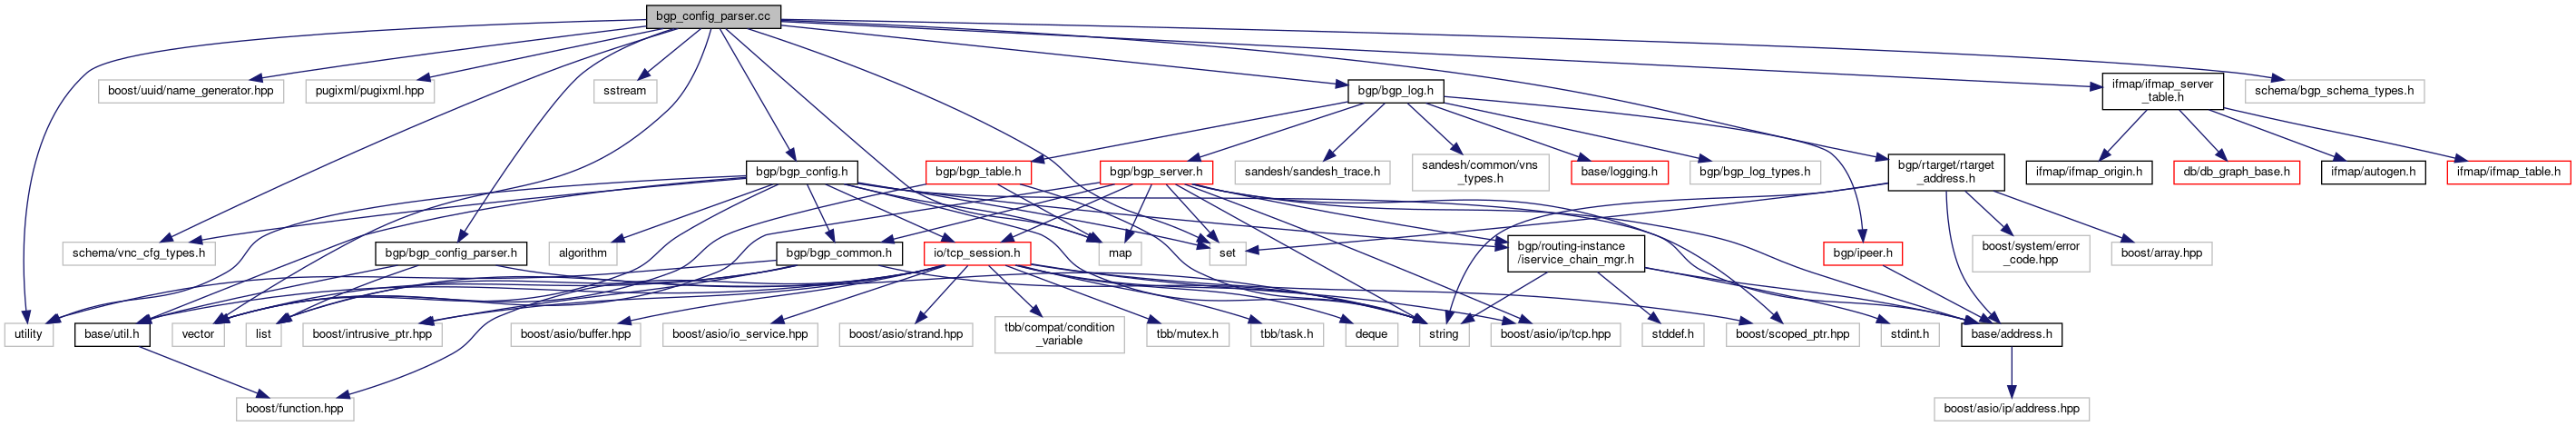 bgp_config_parser.cc
boost/uuid/name_generator.hpp
pugixml/pugixml.hpp
sstream
bgp/bgp_log.h
ifmap/ifmap_server
_table.h
schema/bgp_schema_types.h
bgp/bgp_config.h
bgp/bgp_table.h
bgp/bgp_server.h
sandesh/sandesh_trace.h
sandesh/common/vns
_types.h
base/logging.h
bgp/bgp_log_types.h
bgp/rtarget/rtarget
_address.h
ifmap/ifmap_origin.h
db/db_graph_base.h
ifmap/autogen.h
ifmap/ifmap_table.h
schema/vnc_cfg_types.h
bgp/bgp_config_parser.h
algorithm
bgp/bgp_common.h
io/tcp_session.h
map
set
bgp/routing-instance
/iservice_chain_mgr.h
bgp/ipeer.h
boost/system/error
_code.hpp
boost/array.hpp
utility
base/util.h
vector
list
boost/intrusive_ptr.hpp
boost/asio/buffer.hpp
boost/asio/io_service.hpp
boost/asio/strand.hpp
tbb/compat/condition
_variable
tbb/mutex.h
tbb/task.h
deque
string
boost/asio/ip/tcp.hpp
stddef.h
boost/scoped_ptr.hpp
stdint.h
base/address.h
boost/function.hpp
boost/asio/ip/address.hpp